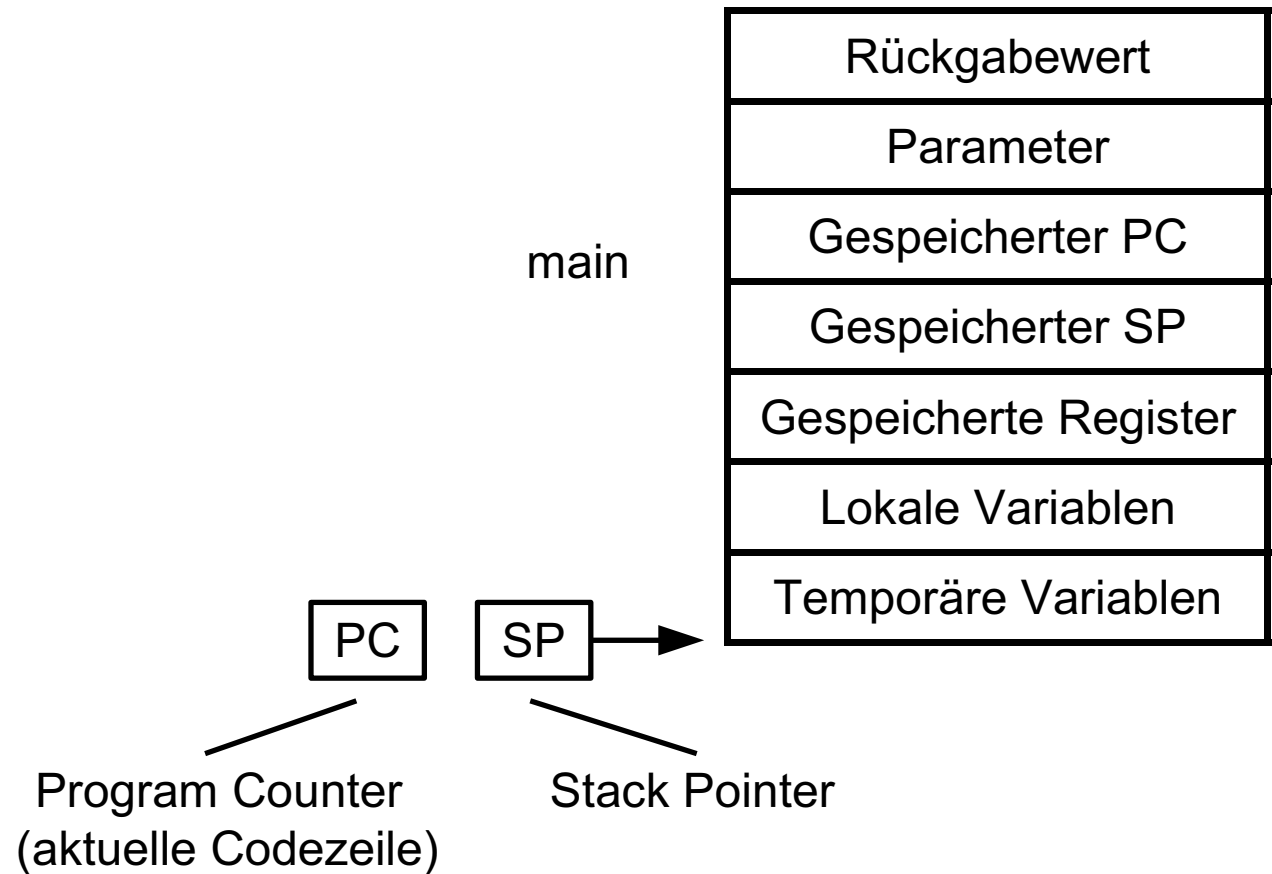 Rückgabewert
Parameter
Gespeicherter PC
main
Gespeicherter SP
Gespeicherte Register
Lokale Variablen
Temporäre Variablen
PC
SP
Program Counter
(aktuelle Codezeile)
Stack Pointer